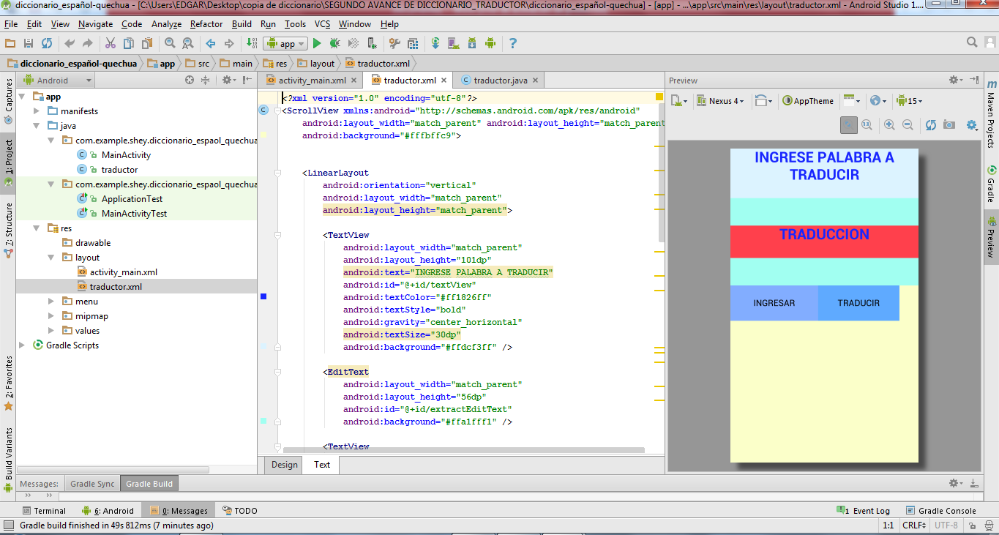 diccionario_español-quechua - [C:\Users\EDGAR\Desktop\copia de diccionario\SEGUNDO AVANCE DE DICCIONARIO_TRADUCTOR\diccionario_español-quechua] - [app] - ...\app\src\main\res\layout\traductor.xml - Android Studio 1....
File Edit View Navigate Code Analyze Refactor Build Run Tools VCS Window Help
app
diccionario_español-quechua app src main res layout traductor.xml
Android
activity_main.xml traductor.xml traductor.java
Preview
Captures
1: Project
7: Structure
2: Favorites
Build Variants
app
manifests
java
com.example.shey.diccionario_espaol_quechua
MainActivity
traductor
com.example.shey.diccionario_espaol_quechua
ApplicationTest
MainActivityTest
res
drawable
layout
activity_main.xml
traductor.xml
menu
mipmap
values
Gradle Scripts
<?xml version="1.0" encoding="utf-8"?>
<ScrollView xmlns:android="http://schemas.android.com/apk/res/android"
android:layout_width="match_parent" android:layout_height="match_parent
android:background="#fffbffc9">
<LinearLayout
android:orientation="vertical"
android:layout_width="match_parent"
android:layout_height="match_parent">
<TextView
android:layout_width="match_parent"
android:layout_height="101dp"
android:text="INGRESE PALABRA A TRADUCIR"
android:id="@+id/textView"
android:textColor="#ff1826ff"
android:textStyle="bold"
android:gravity="center_horizontal"
android:textSize="30dp"
android:background="#ffdcf3ff" />
<EditText
android:layout_width="match_parent"
android:layout_height="56dp"
android:id="@+id/extractEditText"
android:background="#ffa1fff1" />
<TextView
Design Text
Nexus 4 AppTheme 15
1:1
INGRESE PALABRA A
TRADUCIR
TRADUCCION
INGRESAR TRADUCIR
Maven Projects
Gradle
Preview
Messages: Gradle Sync Gradle Build
Terminal 6: Android 0: Messages TODO
1 Event Log Gradle Console
Gradle build finished in 49s 812ms (7 minutes ago)
1:1 CRLF UTF-8